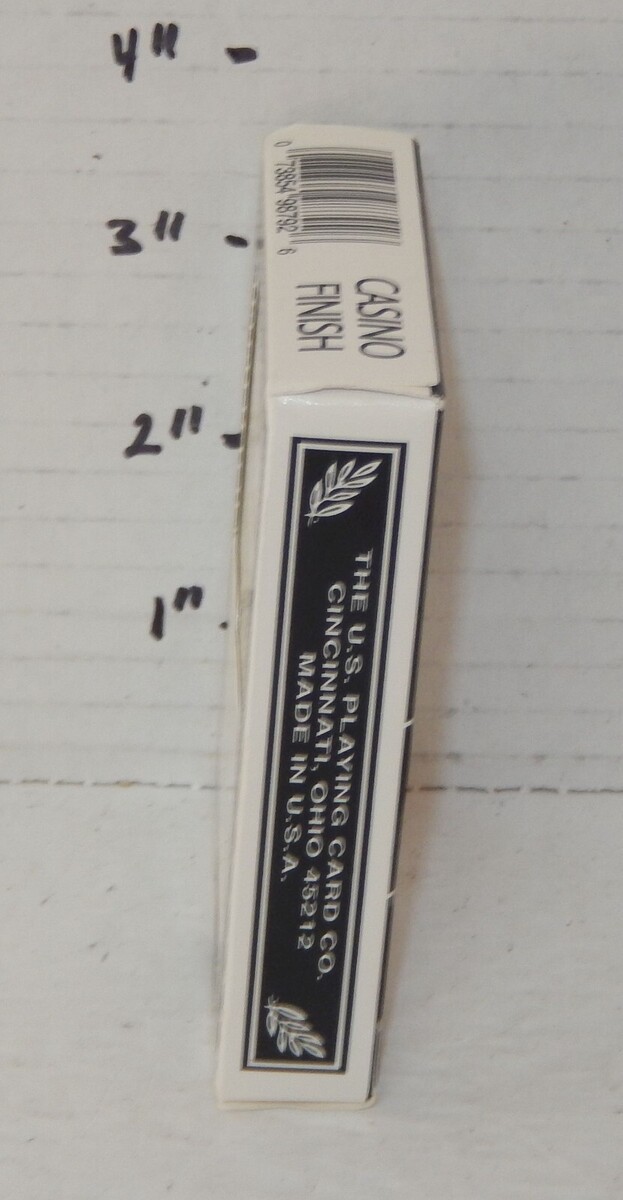 4"
3"
2"
1"
0 73854 98792 6
CASINO
FINISH
THE U.S. PLAYING CARD CO.
CINCINNATI, OHIO 45212
MADE IN U.S.A.